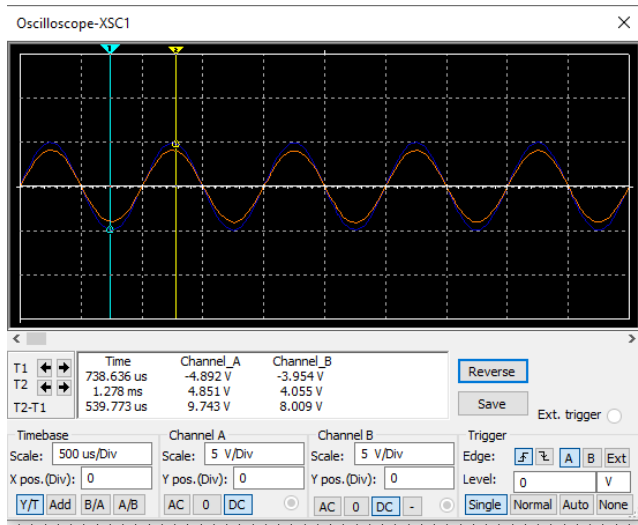 Oscilloscope-XSC1
1 2
T1
T2
T2-T1
Time Channel_A Channel_B
738.636 us -4.892 V -3.954 V
1.278 ms 4.851 V 4.055 V
539.773 us 9.743 V 8.009 V
Reverse
Save
Ext. trigger
Timebase
Scale: 500 us/Div
X pos.(Div): 0
Y/T Add B/A A/B
Channel A
Scale: 5 V/Div
Y pos.(Div): 0
AC 0 DC
Channel B
Scale: 5 V/Div
Y pos.(Div): 0
AC 0 DC -
Trigger
Edge: A B Ext
Level: 0 V
Single Normal Auto None